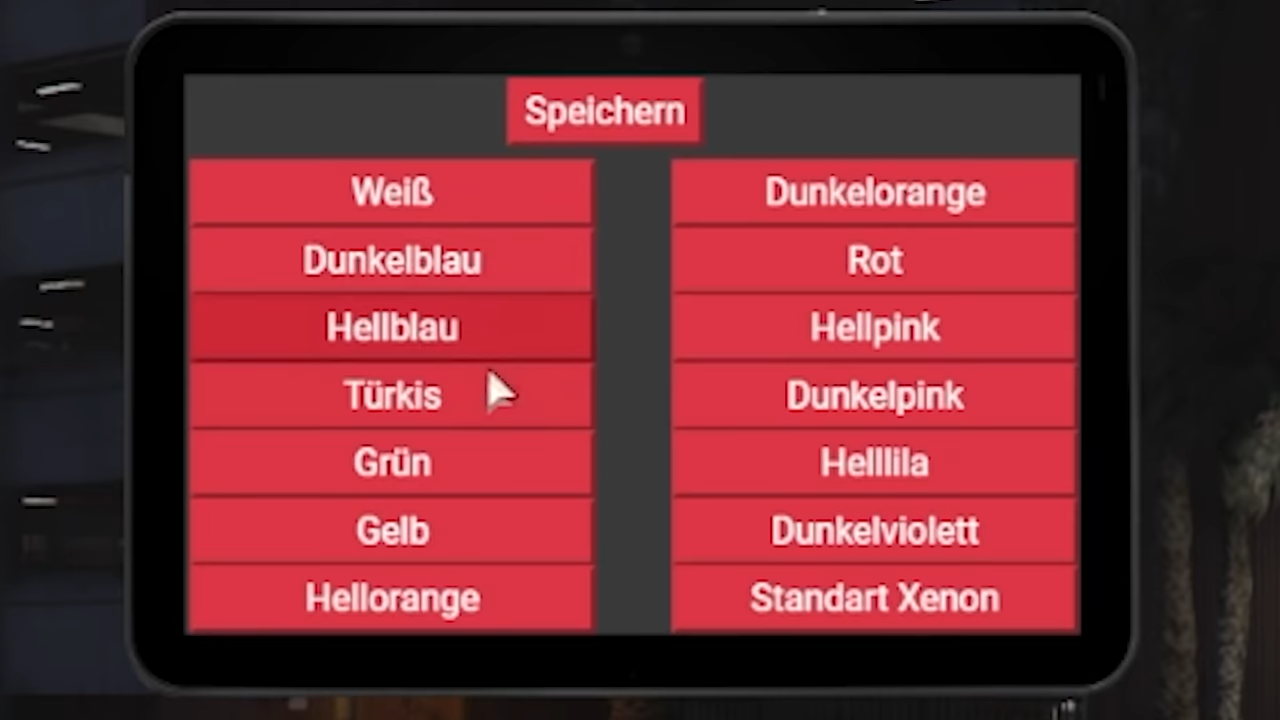 Speichern
Weiß
Dunkelblau
Hellblau
Türkis
Grün
Gelb
Hellorange
Dunkelorange
Rot
Hellpink
Dunkelpink
Helllila
Dunkelviolett
Standart Xenon